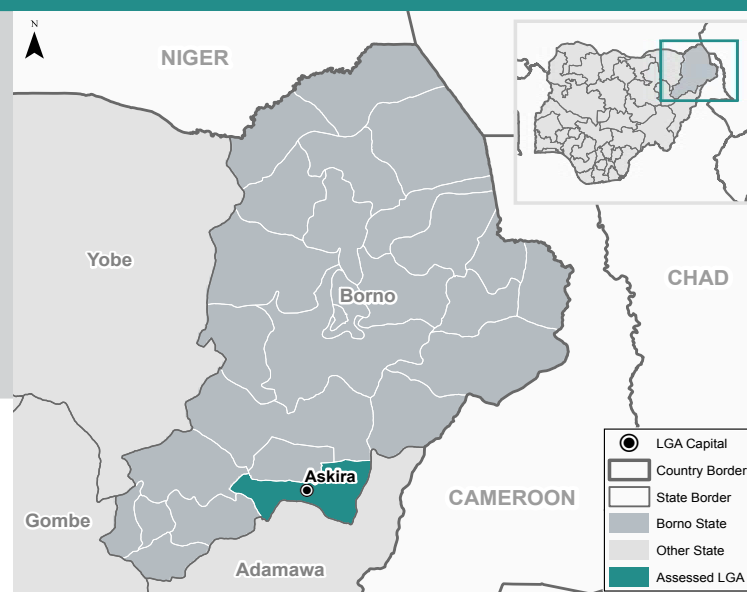 N
NIGER
Yobe
Borno
CHAD
Askira
Gombe
CAMEROON
Adamawa
LGA Capital
Country Border
State Border
Borno State
Other State
Assessed LGA